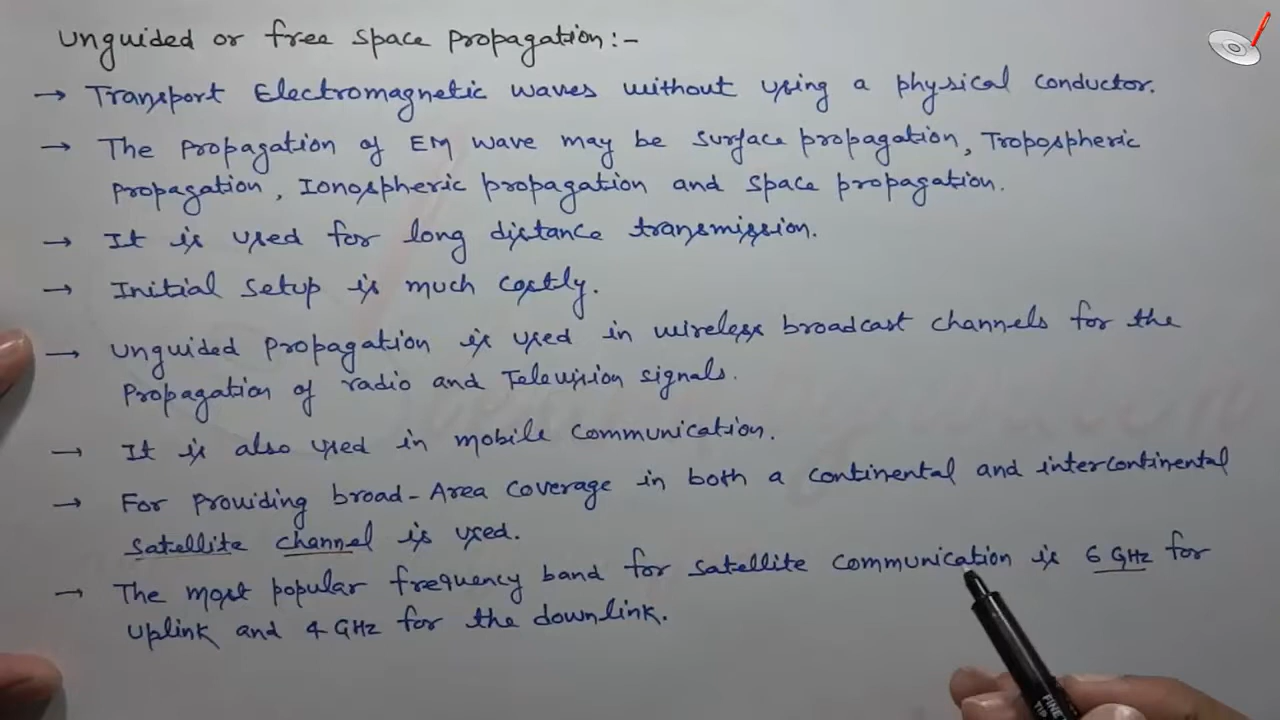 Unguided or free space propagation:-
→ Transport Electromagnetic waves without using a physical conductor.
→ The propagation of EM wave may be surface propagation, Tropospheric
propagation, Ionospheric propagation and space propagation.
→ It is used for long distance transmission.
→ Initial setup is much costly.
→ Unguided propagation is used in wireless broadcast channels for the
propagation of radio and Television signals.
→ It is also used in mobile communication.
→ For providing broad-Area coverage in both a continental and intercontinental
satellite channel is used.
→ The most popular frequency band for satellite communication is 6 GHz for
uplink and 4 GHz for the downlink.